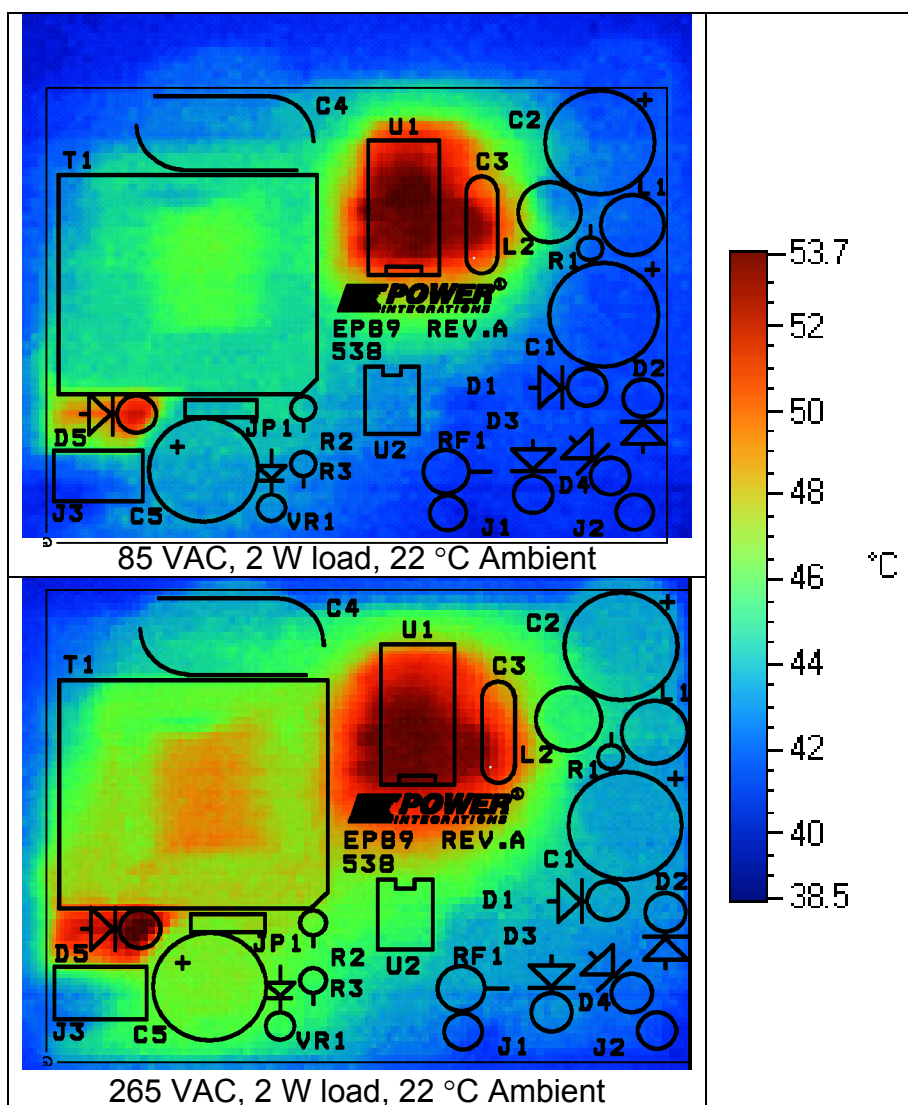 C4
U1
C2
+
T1
C3
L1
L2
R1
POWER
INTEGRATIONS
EP89 REV.A
538
+
C1
D2
D1
D3
D5
JP1
R2
R3
U2
RF1
D4
+
J3
C5
VR1
J1
J2
G
85 VAC, 2 W load, 22 °C Ambient
C4
U1
C2
+
T1
C3
L1
L2
R1
POWER
INTEGRATIONS
EP89 REV.A
538
+
C1
D2
D1
D3
D5
JP1
R2
R3
U2
RF1
D4
+
J3
C5
VR1
J1
J2
G
265 VAC, 2 W load, 22 °C Ambient
53.7
52
50
48
46
°C
44
42
40
38.5